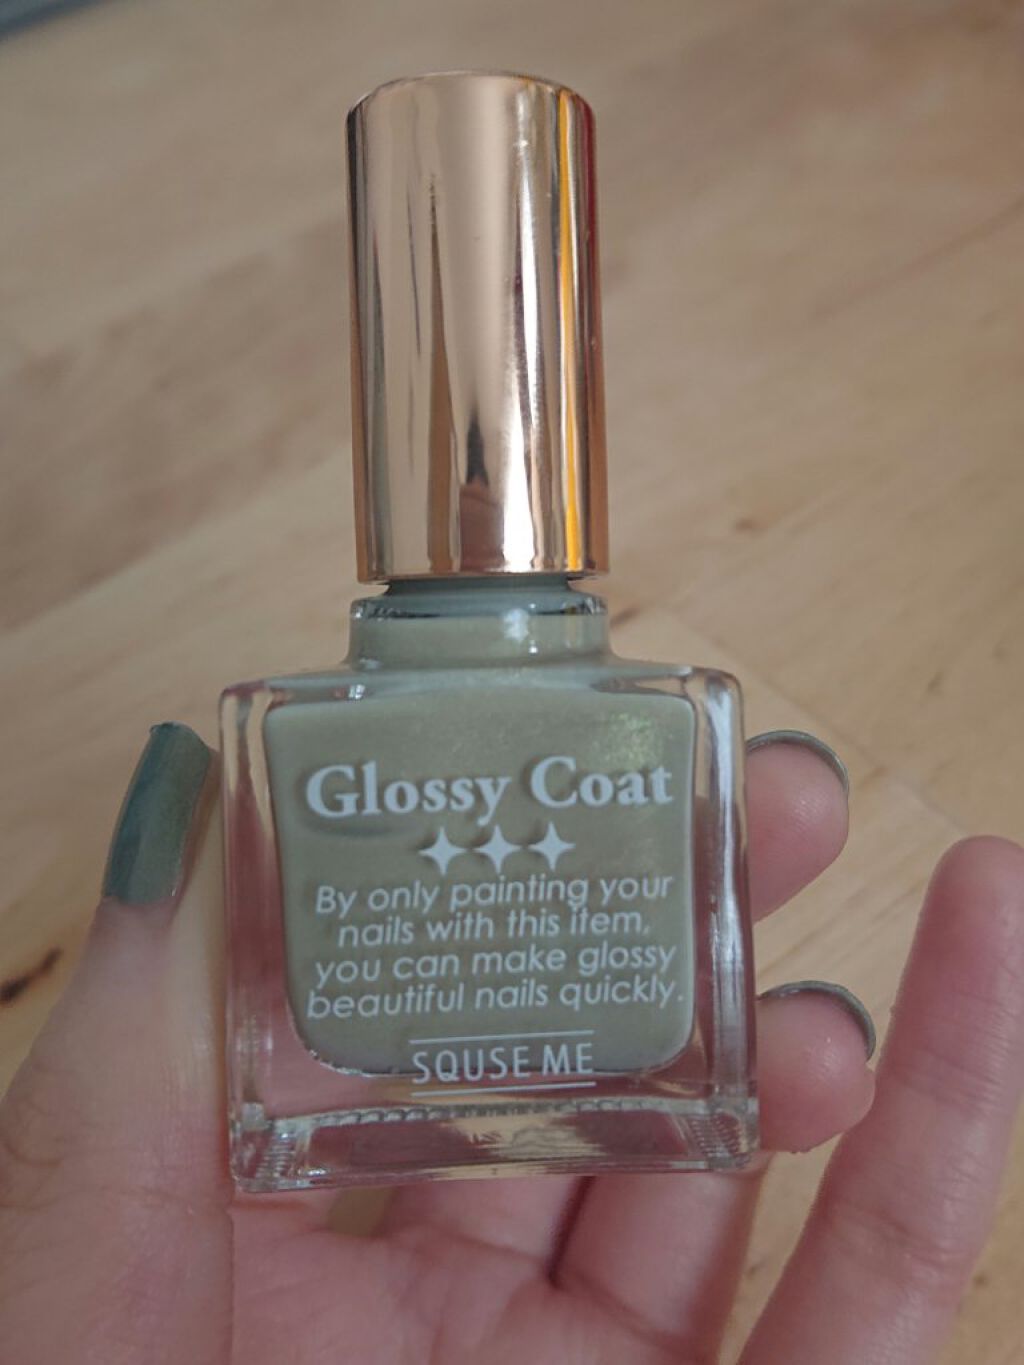 Glossy Coat
By only painting your
nails with this item,
you can make glossy
beautiful nails quickly.
SQUSE ME